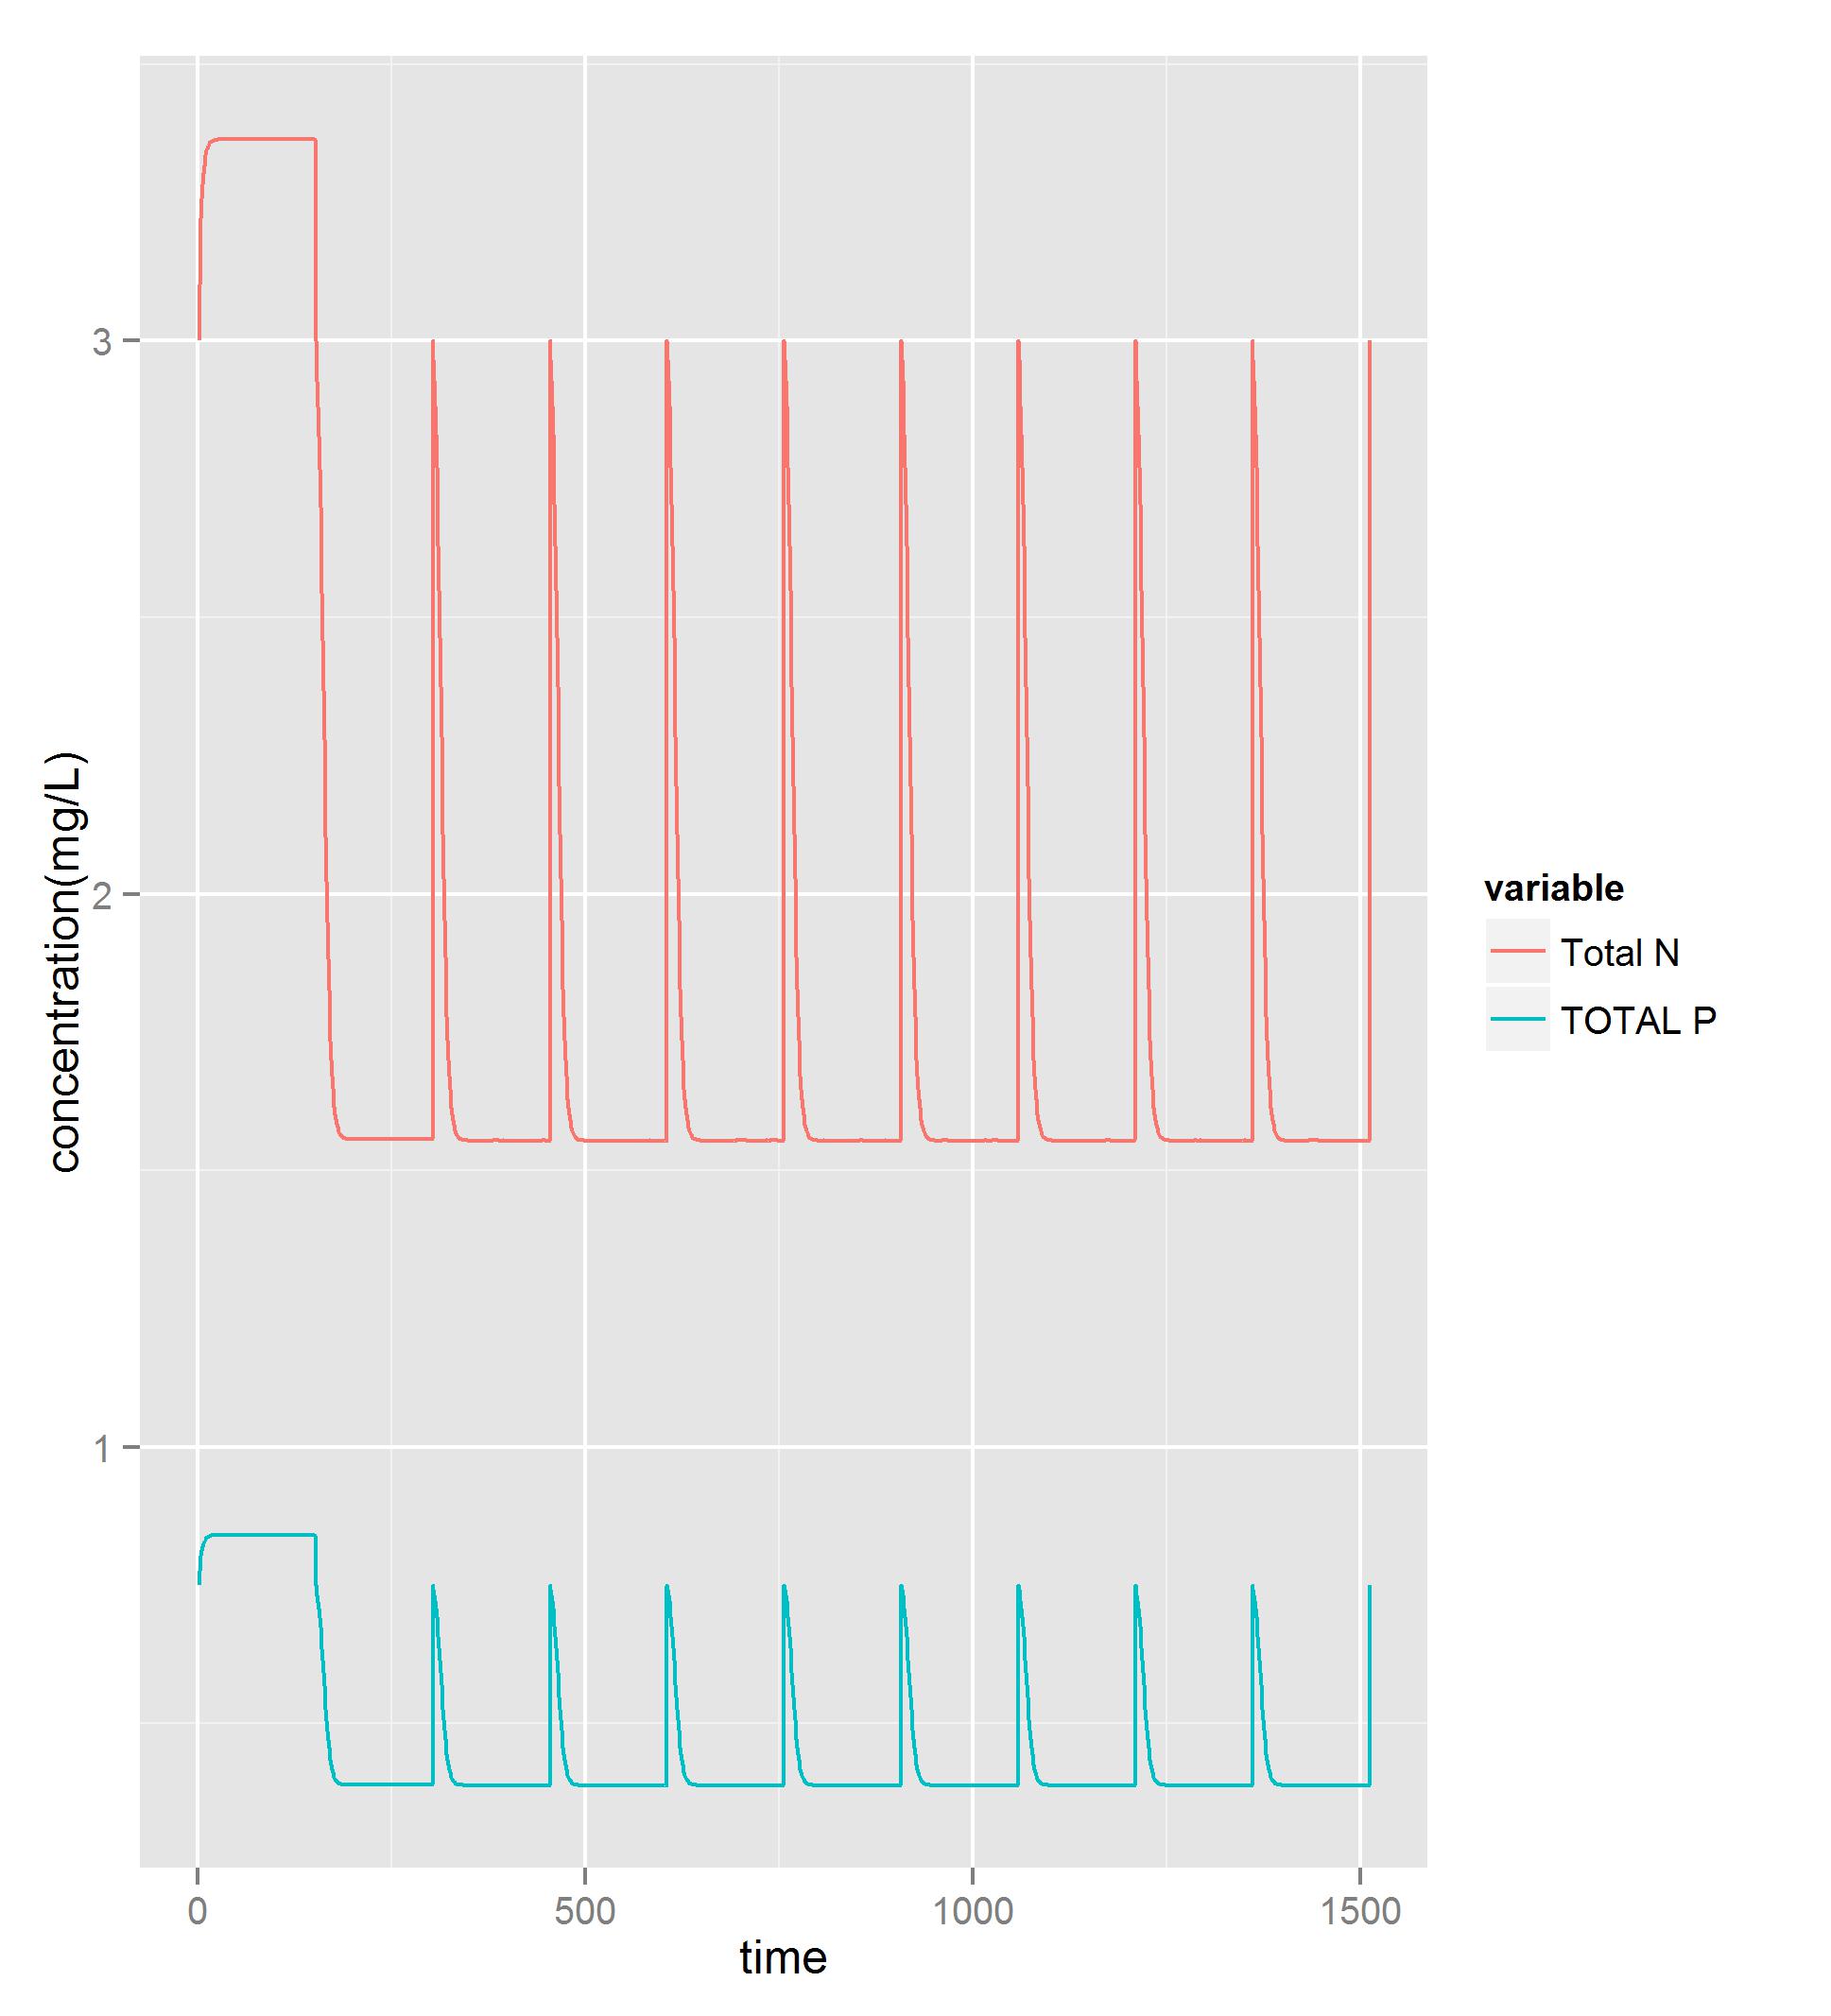 concentration(mg/L)
3
2
1
0
500
1000
1500
time
variable
Total N
TOTAL P